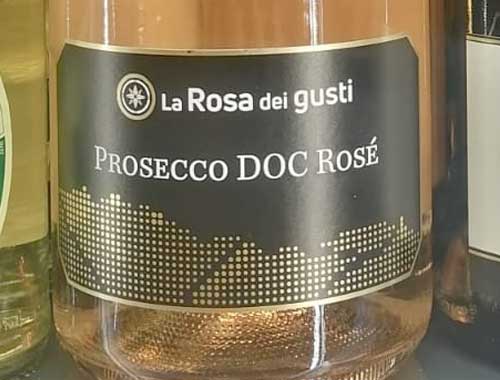 La Rosa dei gusti
PROSECCO DOC ROSÉ